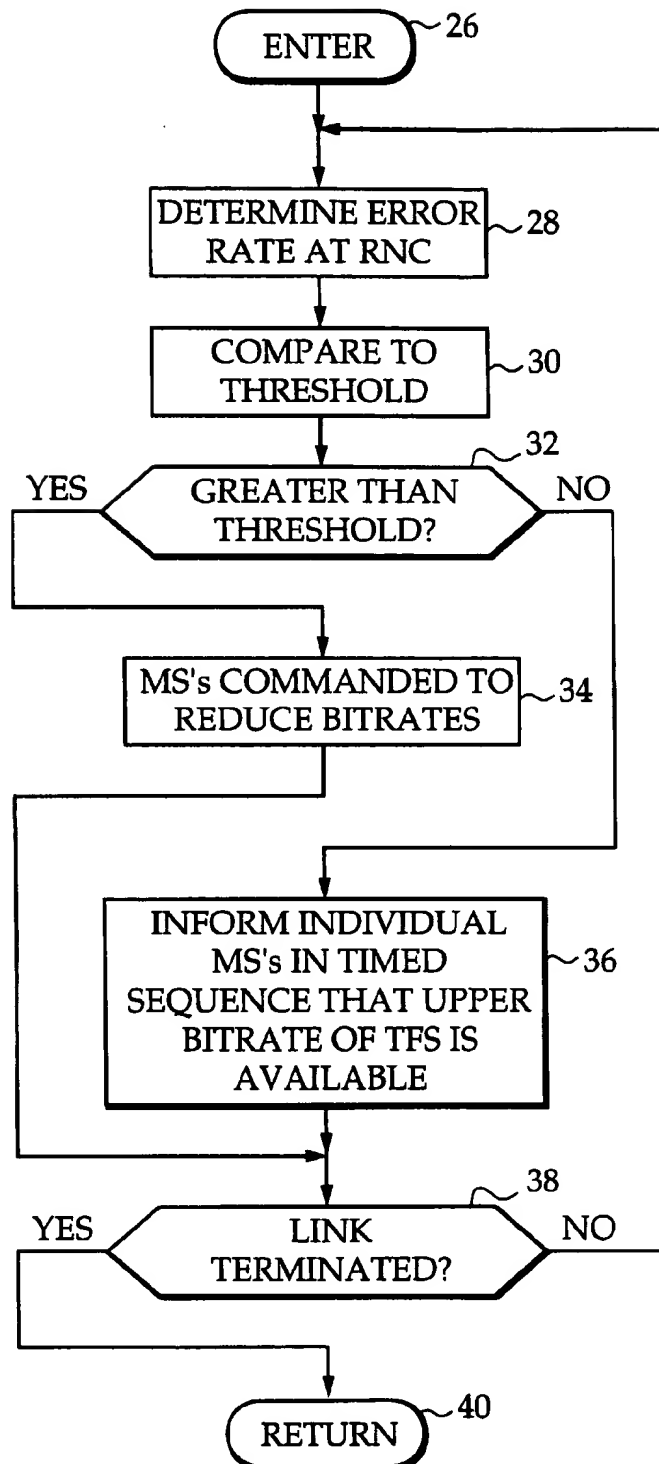 ENTER
26
DETERMINE ERROR
RATE AT RNC
28
COMPARE TO
THRESHOLD
30
32
YES
GREATER THAN
THRESHOLD?
NO
MS's COMMANDED TO
REDUCE BITRATES
34
INFORM INDIVIDUAL
MS's IN TIMED
SEQUENCE THAT UPPER
BITRATE OF TFS IS
AVAILABLE
36
38
YES
LINK
TERMINATED?
NO
RETURN
40